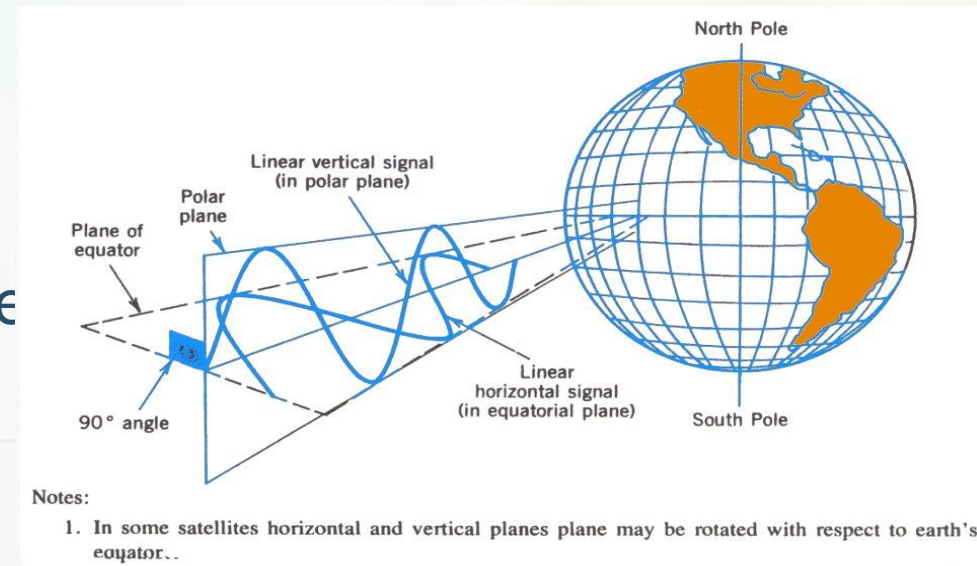 North Pole
Linear vertical signal
(in polar plane)
Polar
plane
Plane of
equator
e
90° angle
Linear
horizontal signal
(in equatorial plane)
South Pole
Notes:
1. In some satellites horizontal and vertical planes plane may be rotated with respect to earth's
equator..